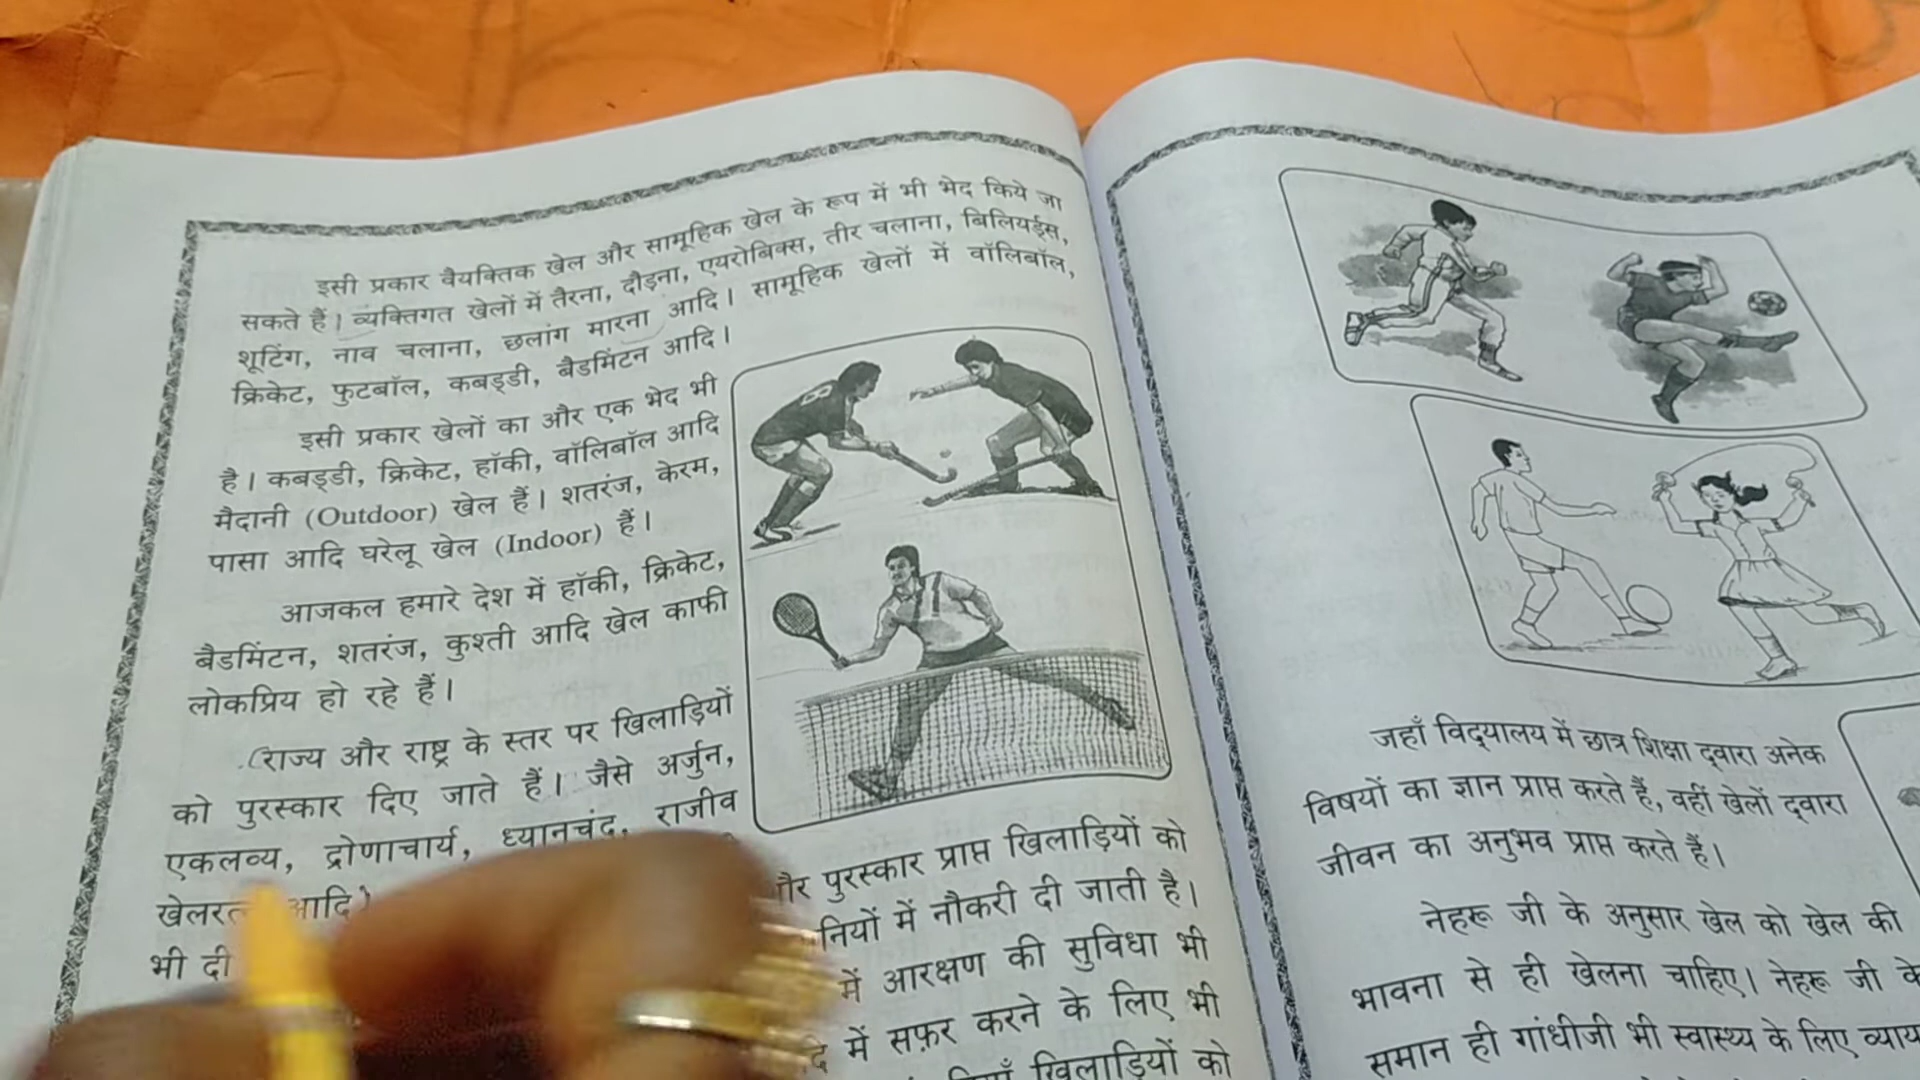 इसी प्रकार वैयक्तिक खेल और सामूहिक खेल के रूप में भी भेद किये जा
सकते हैं। व्यक्तिगत खेलों में तैरना, दौड़ना, एयरोबिक्स, तीर चलाना, बिलियर्ड्स,
शूटिंग, नाव चलाना, छलांग मारना आदि। सामूहिक खेलों में वॉलिबॉल,
क्रिकेट, फुटबॉल, कबड्डी, बैडमिंटन आदि।
इसी प्रकार खेलों का और एक भेद भी
है। कबड्डी, क्रिकेट, हॉकी, वॉलिबॉल आदि
मैदानी (Outdoor) खेल हैं। शतरंज, केरम,
पासा आदि घरेलू खेल (Indoor) हैं।
आजकल हमारे देश में हॉकी, क्रिकेट,
बैडमिंटन, शतरंज, कुश्ती आदि खेल काफी
लोकप्रिय हो रहे हैं।
(राज्य और राष्ट्र के स्तर पर खिलाड़ियों
को पुरस्कार दिए जाते हैं। जैसे अर्जुन,
एकलव्य, द्रोणाचार्य, ध्यानचंद, राजीव
आदि) पुरस्कार प्राप्त खिलाड़ियों को
भी दी में नौकरी दी जाती है।
में आरक्षण की सुविधा भी
में सफ़र करने के लिए भी
खिलाड़ियों को
जहाँ विद्यालय में छात्र शिक्षा द्वारा अनेक
विषयों का ज्ञान प्राप्त करते हैं, वहीं खेलों द्वारा
जीवन का अनुभव प्राप्त करते हैं।
नेहरू जी के अनुसार खेल को खेल की
भावना से ही खेलना चाहिए। नेहरू जी के
समान ही गांधीजी भी स्वास्थ्य के लिए